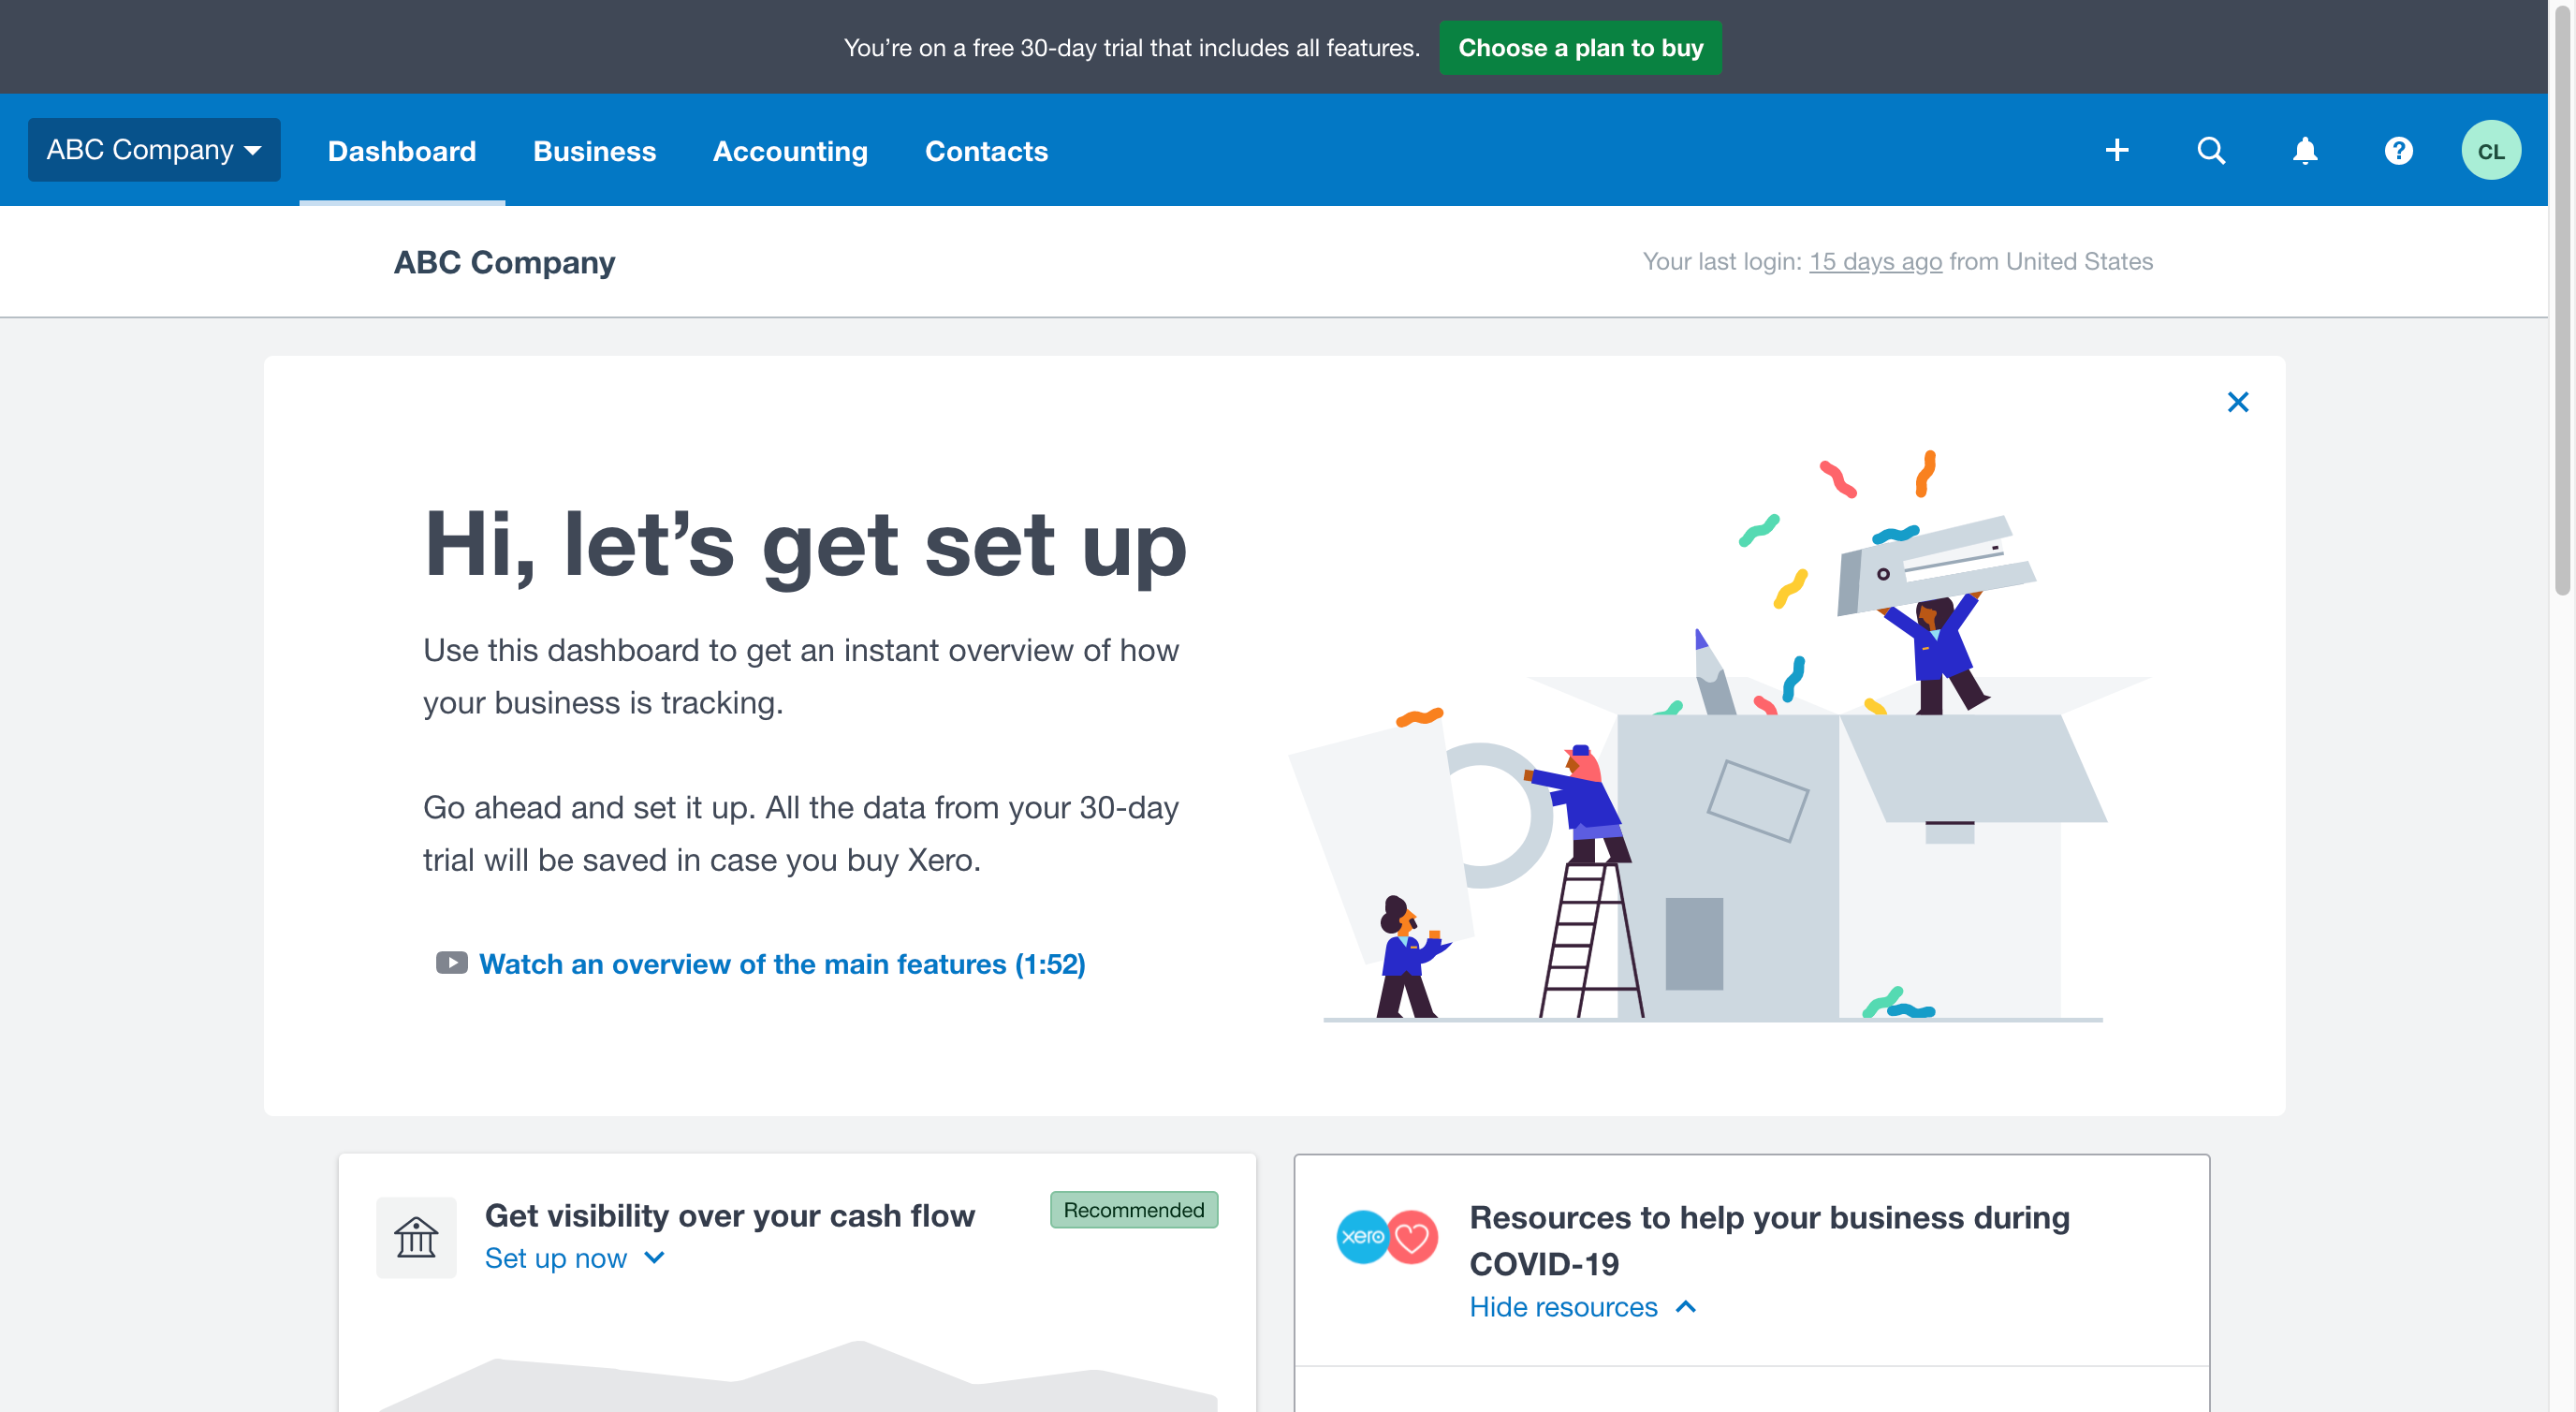 You're on a free 30-day trial that includes all features. Choose a plan to buy
ABC Company Dashboard Business Accounting Contacts CL
ABC Company Your last login: 15 days ago from United States
Hi, let's get set up
Use this dashboard to get an instant overview of how
your business is tracking.
Go ahead and set it up. All the data from your 30-day
trial will be saved in case you buy Xero.
Watch an overview of the main features (1:52)
Get visibility over your cash flow Recommended
Set up now
xero
Resources to help your business during
COVID-19
Hide resources